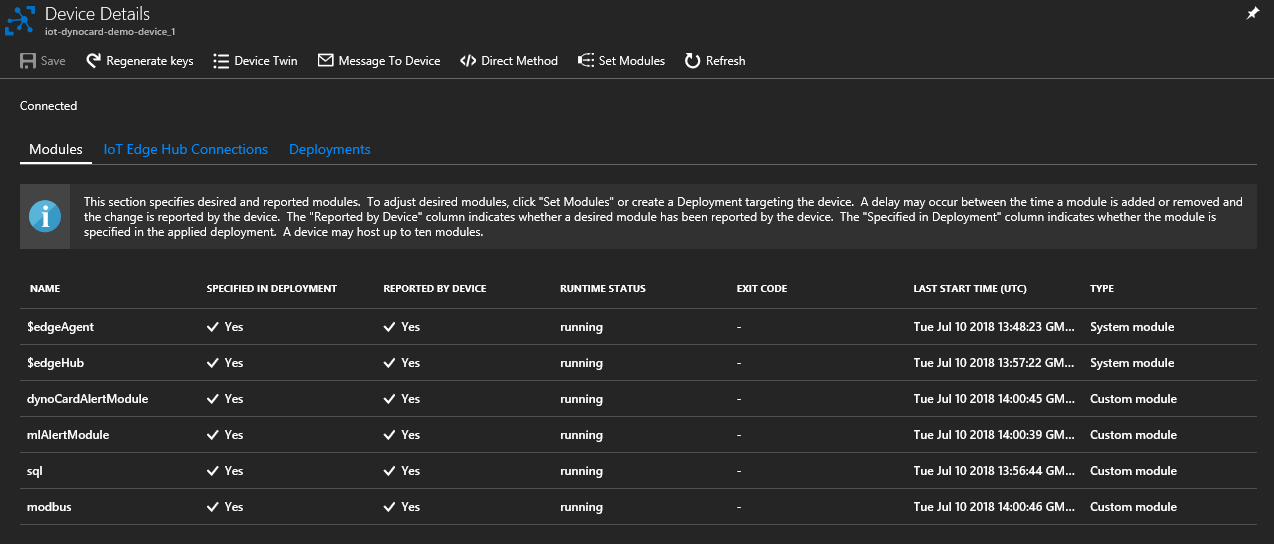 Device Details
iot-dynocard-demo-device_1
Save Regenerate keys Device Twin Message To Device Direct Method Set Modules Refresh
Connected
Modules IoT Edge Hub Connections Deployments
This section specifies desired and reported modules. To adjust desired modules, click "Set Modules" or create a Deployment targeting the device. A delay may occur between the time a module is added or removed and
the change is reported by the device. The "Reported by Device" column indicates whether a desired module has been reported by the device. The "Specified in Deployment" column indicates whether the module is
specified in the applied deployment. A device may host up to ten modules.
NAME SPECIFIED IN DEPLOYMENT REPORTED BY DEVICE RUNTIME STATUS EXIT CODE LAST START TIME (UTC) TYPE
$edgeAgent Yes Yes running - Tue Jul 10 2018 13:48:23 GM... System module
$edgeHub Yes Yes running - Tue Jul 10 2018 13:57:22 GM... System module
dynoCardAlertModule Yes Yes running - Tue Jul 10 2018 14:00:45 GM... Custom module
mlAlertModule Yes Yes running - Tue Jul 10 2018 14:00:39 GM... Custom module
sql Yes Yes running - Tue Jul 10 2018 13:56:44 GM... Custom module
modbus Yes Yes running - Tue Jul 10 2018 14:00:46 GM... Custom module